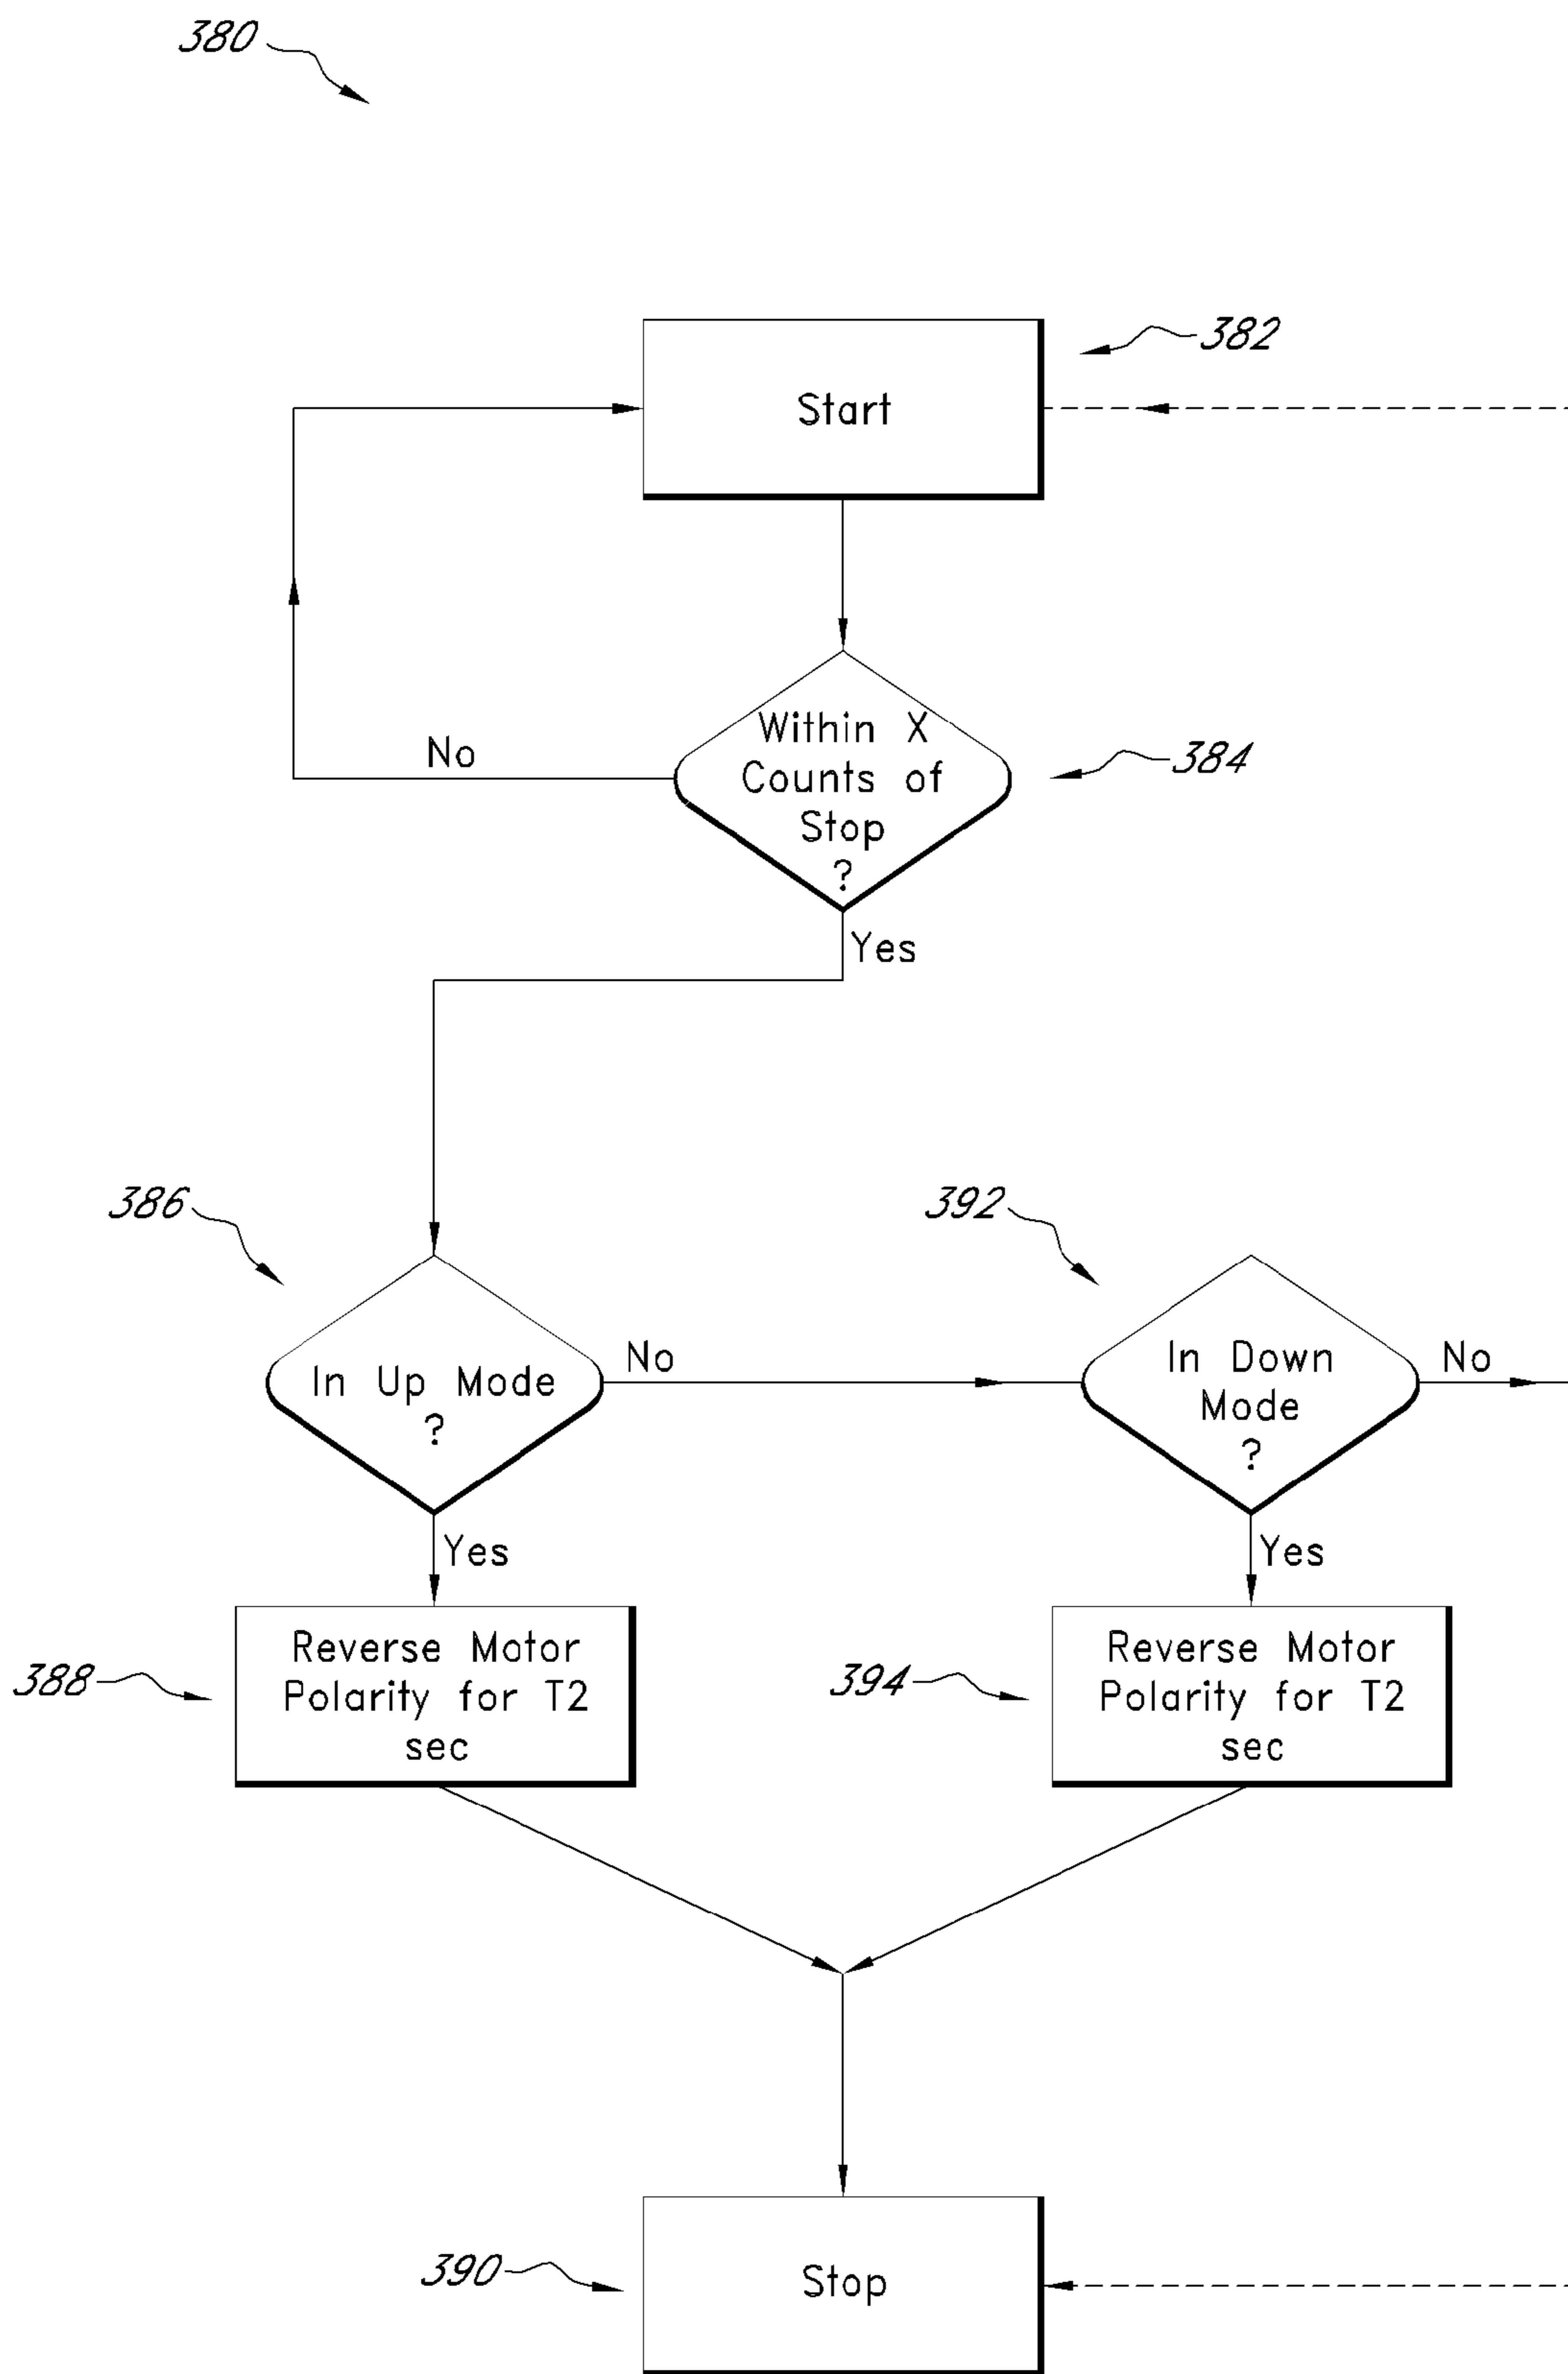 380
382
Start
Within X
Counts of
Stop
?
384
No
Yes
386
392
In Up Mode
?
No
In Down
Mode
?
No
Yes
Yes
388
Reverse Motor
Polarity for T2
sec
394
Reverse Motor
Polarity for T2
sec
390
Stop